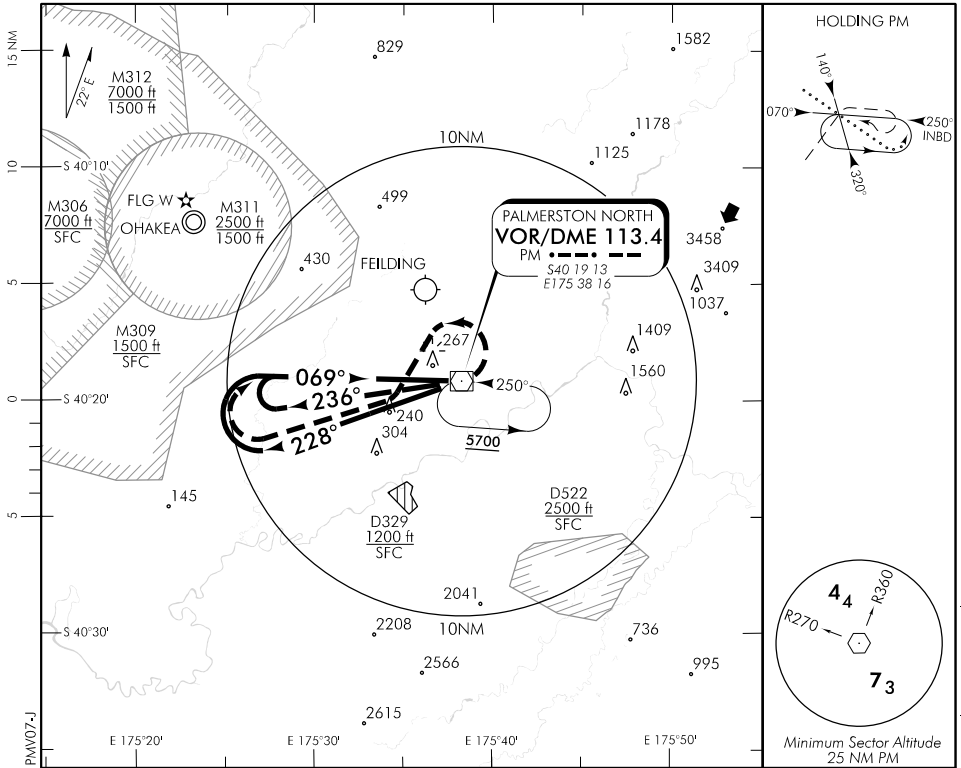 15 NM
10
5
0
5
22° E
M312
7000 ft
1500 ft
829
1582
10NM
1178
1125
S 40°10'
499
M306
7000 ft
SFC
FLG W
OHAKEA
M311
2500 ft
1500 ft
430
FEILDING
PALMERSTON NORTH
VOR/DME 113.4
PM
S40 19 13
E175 38 16
3458
3409
1037
M309
1500 ft
SFC
267
1409
1560
S 40°20'
069°
236°
228°
250°
240
304
5700
145
D329
1200 ft
SFC
D522
2500 ft
SFC
2041
S 40°30'
2208
10NM
736
2566
995
2615
E 175°20'
E 175°30'
E 175°40'
E 175°50'
PMV07-J
HOLDING PM
140°
070°
250°
INBD
320°
4 4
R360
R270
7 3
Minimum Sector Altitude
25 NM PM